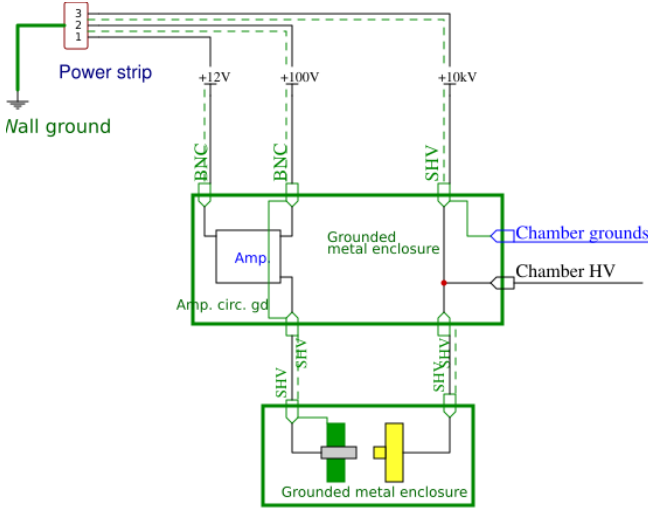 3
2
1
Power strip
Wall ground
+12V
+100V
+10kV
BNC
BNC
SHV
Grounded
metal enclosure
Chamber grounds
Amp.
Chamber HV
Amp. circ. gd
SHV
SHV
SHV
SHV
Grounded metal enclosure